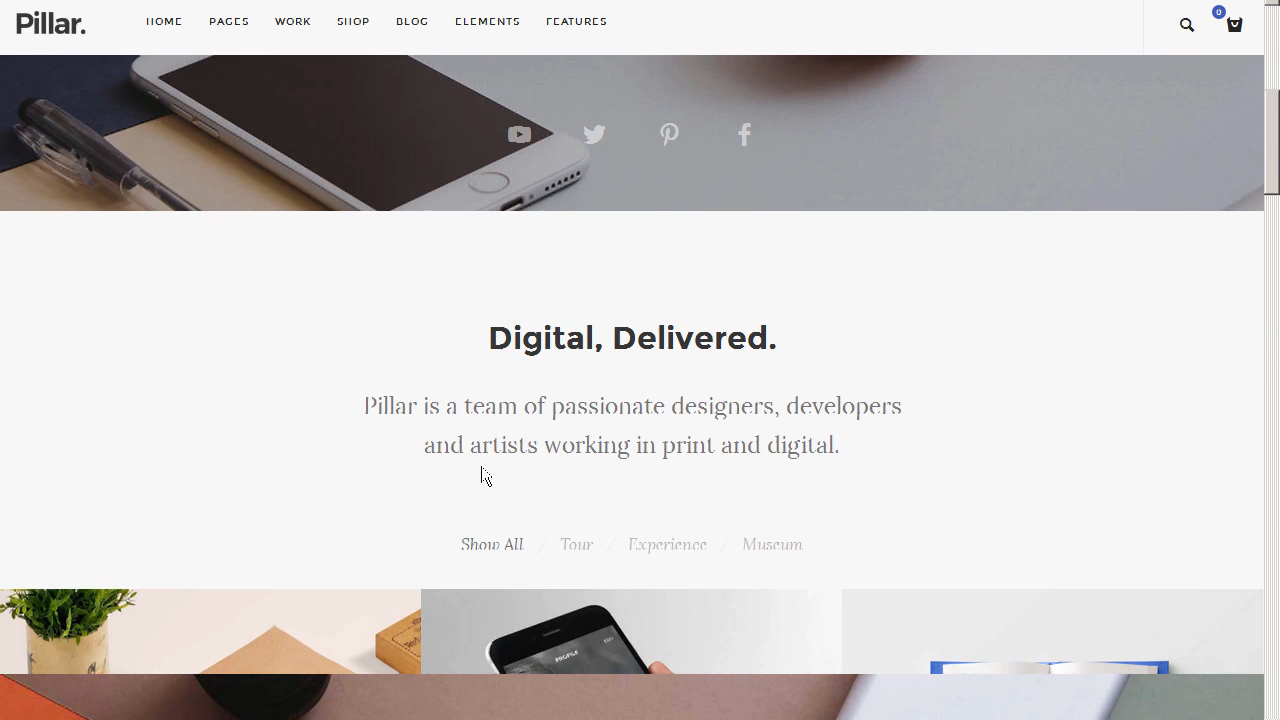 Pillar.
HOME PAGES WORK SHOP BLOG ELEMENTS FEATURES
0
Digital, Delivered.
Pillar is a team of passionate designers, developers
and artists working in print and digital.
Show All / Tour / Experience / Museum
PROFILE